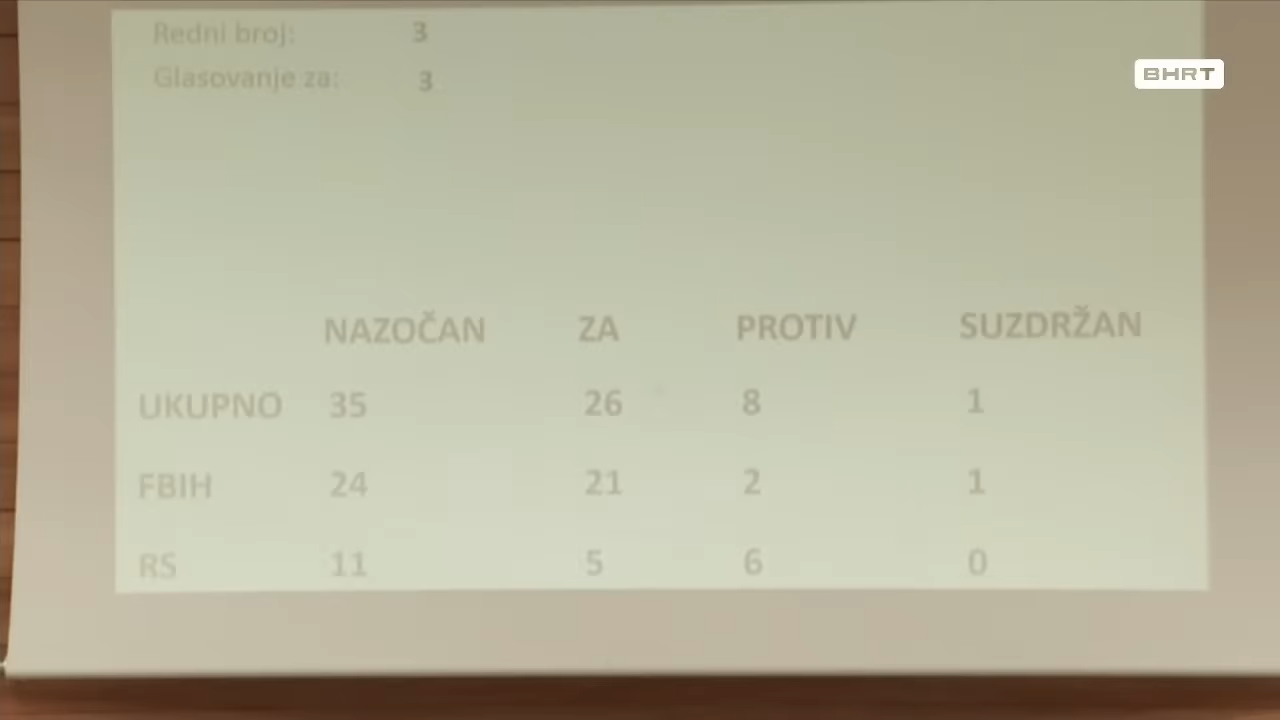 Redni broj: 3
BHRT
Glasovanje za: 3
NAZOČAN ZA PROTIV SUZDRŽAN
UKUPNO 35 26 8 1
FBIH 24 21 2 1
RS 11 5 6 0